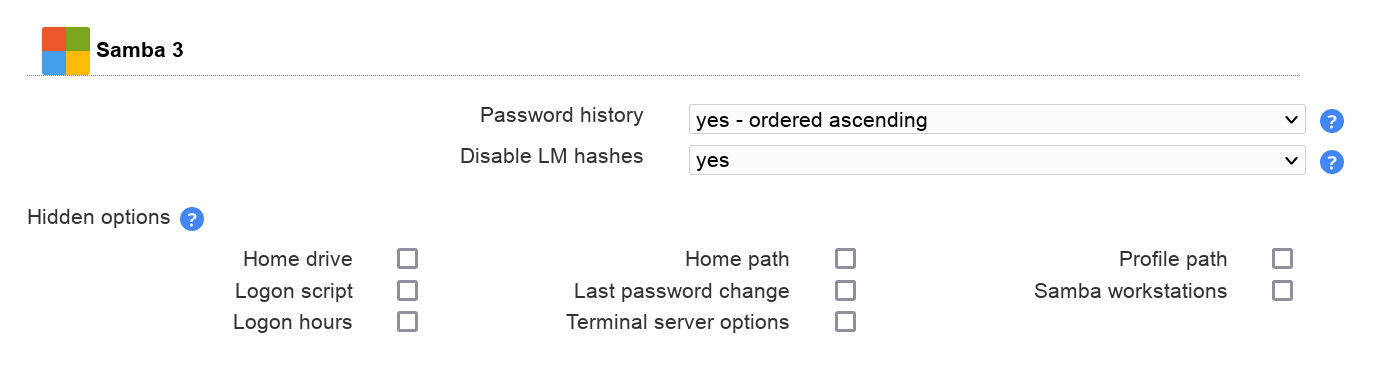 Samba 3
Password history yes - ordered ascending ?
Disable LM hashes yes ?
Hidden options ?
Home drive Home path Profile path
Logon script Last password change Samba workstations
Logon hours Terminal server options